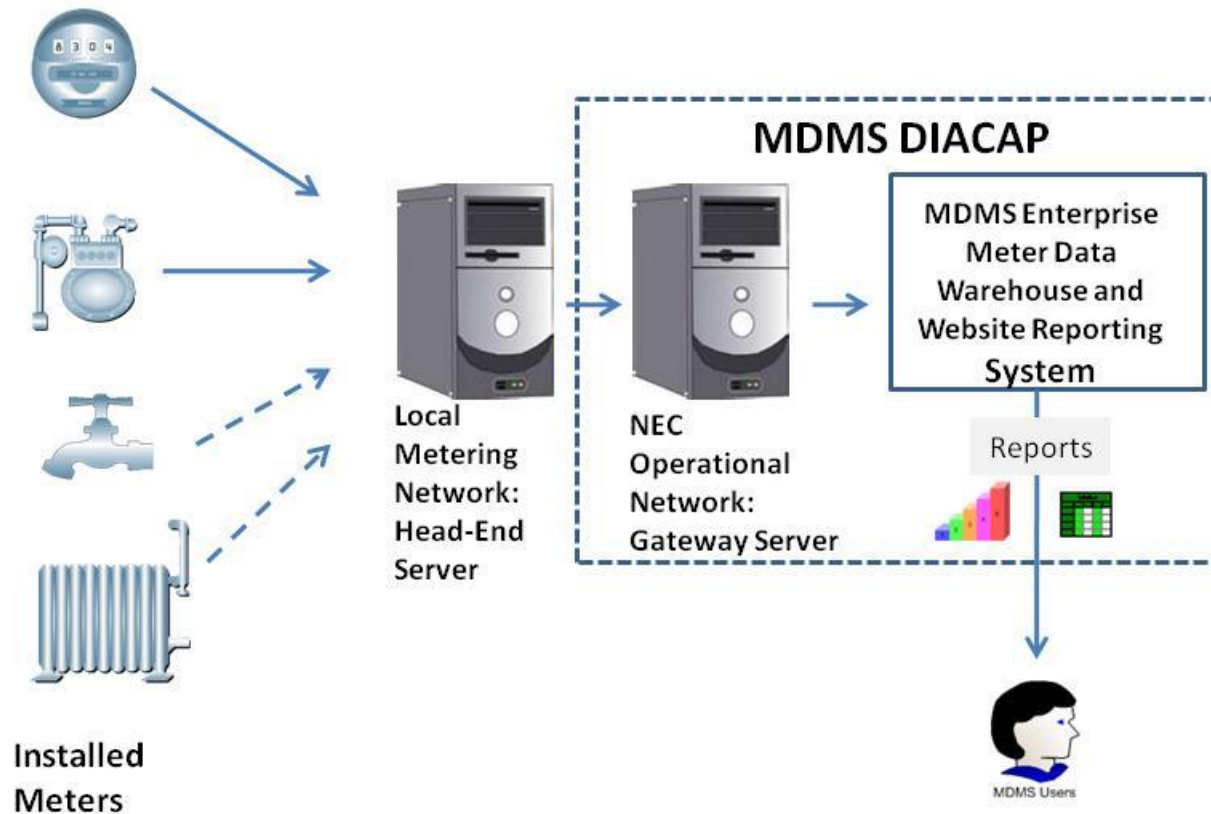 8304
MDMS DIACAP
MDMS Enterprise
Meter Data
Warehouse and
Website Reporting
System
Local
Metering
Network:
Head-End
Server
NEC
Operational
Network:
Gateway Server
Reports
Installed
Meters
MDMS Users